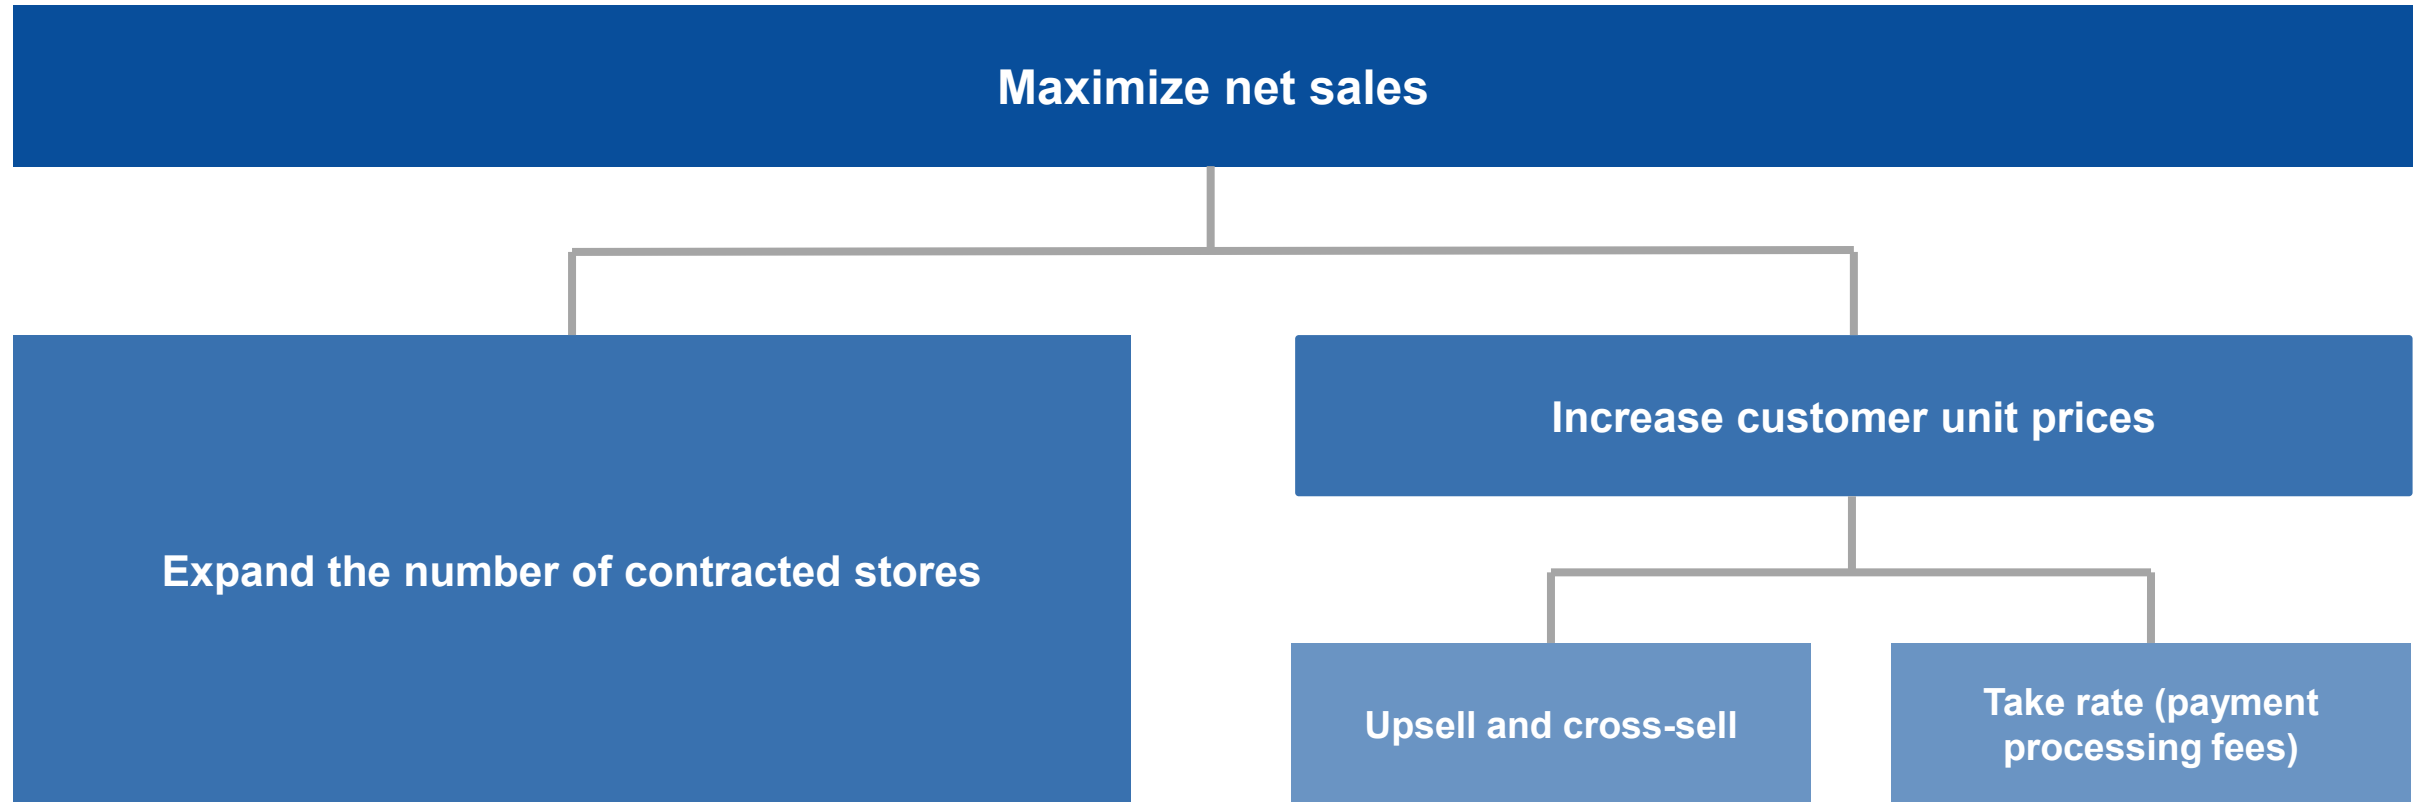 Maximize net sales
Expand the number of contracted stores
Increase customer unit prices
Upsell and cross-sell
Take rate (payment
processing fees)